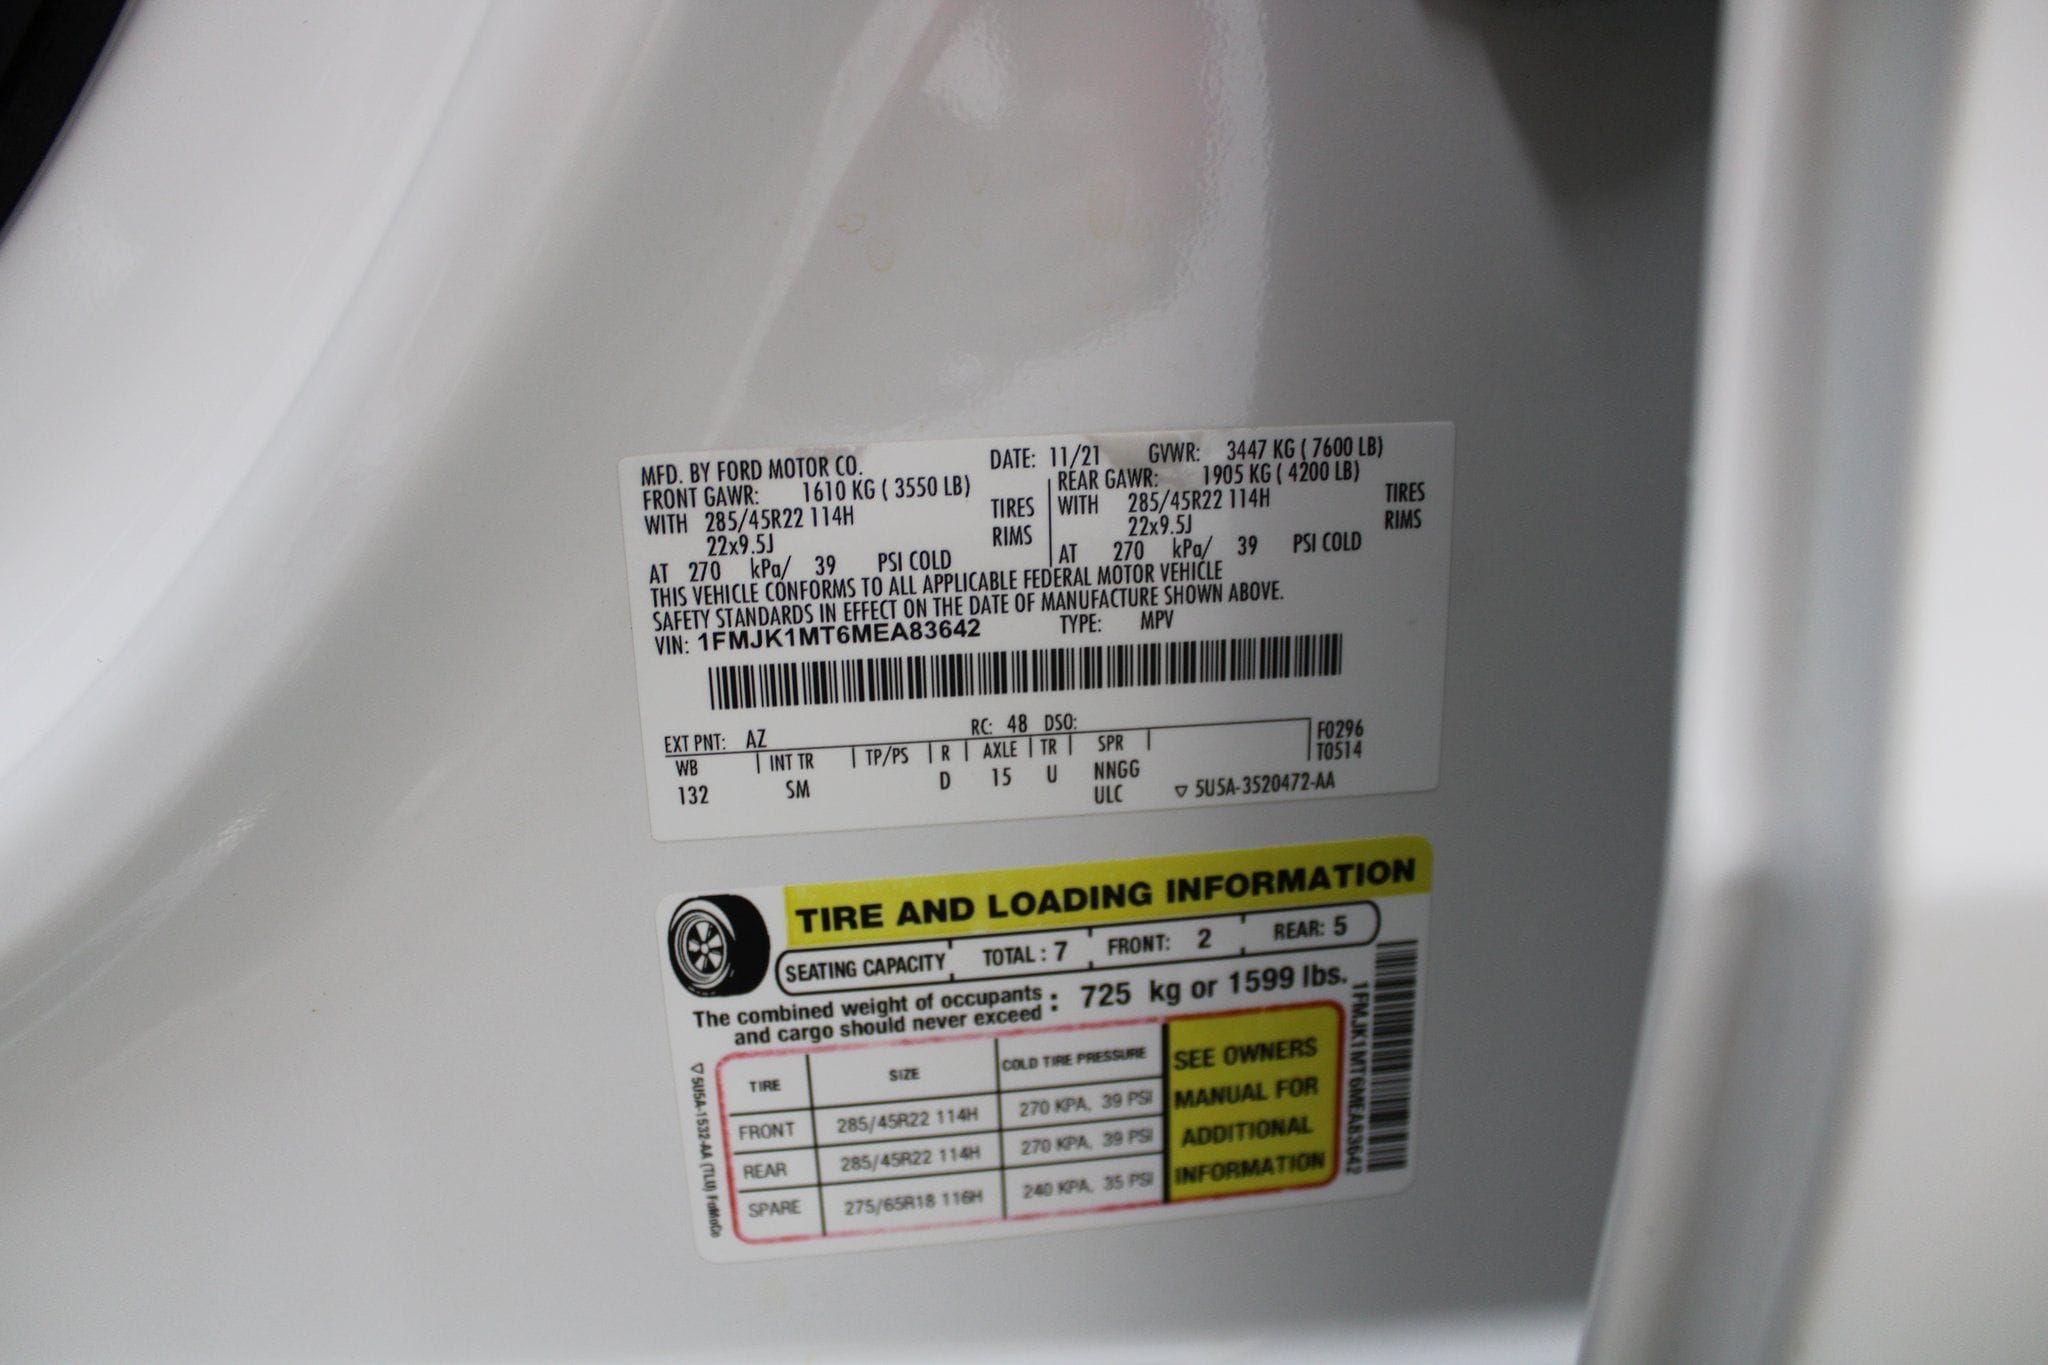 MFD. BY FORD MOTOR CO. DATE: 11/21 GVWR: 3447 KG ( 7600 LB)
FRONT GAWR: 1610 KG ( 3550 LB) REAR GAWR: 1905 KG ( 4200 LB)
WITH 285/45R22 114H TIRES WITH 285/45R22 114H TIRES
22x9.5J RIMS 22x9.5J RIMS
AT 270 kPa/ 39 PSI COLD AT 270 kPa/ 39 PSI COLD
THIS VEHICLE CONFORMS TO ALL APPLICABLE FEDERAL MOTOR VEHICLE
SAFETY STANDARDS IN EFFECT ON THE DATE OF MANUFACTURE SHOWN ABOVE.
VIN: 1FMJK1MT6MEA83642 TYPE: MPV
EXT PNT: AZ RC: 48 DSO: F0296
WB INT TR TP/PS R AXLE TR SPR T0514
132 SM D 15 U NNGG
ULC ▽ 5U5A-3520472-AA
TIRE AND LOADING INFORMATION
SEATING CAPACITY TOTAL : 7 FRONT: 2 REAR: 5
The combined weight of occupants
and cargo should never exceed : 725 kg or 1599 lbs.
TIRE SIZE COLD TIRE PRESSURE
FRONT 285/45R22 114H 270 KPA, 39 PSI
REAR 285/45R22 114H 270 KPA, 39 PSI
SPARE 275/65R18 116H 240 KPA, 35 PSI
SEE OWNERS
MANUAL FOR
ADDITIONAL
INFORMATION
1FMJK1MT6MEA83642
▽ 5U5A-1532-AA (TLU) FoMoCo